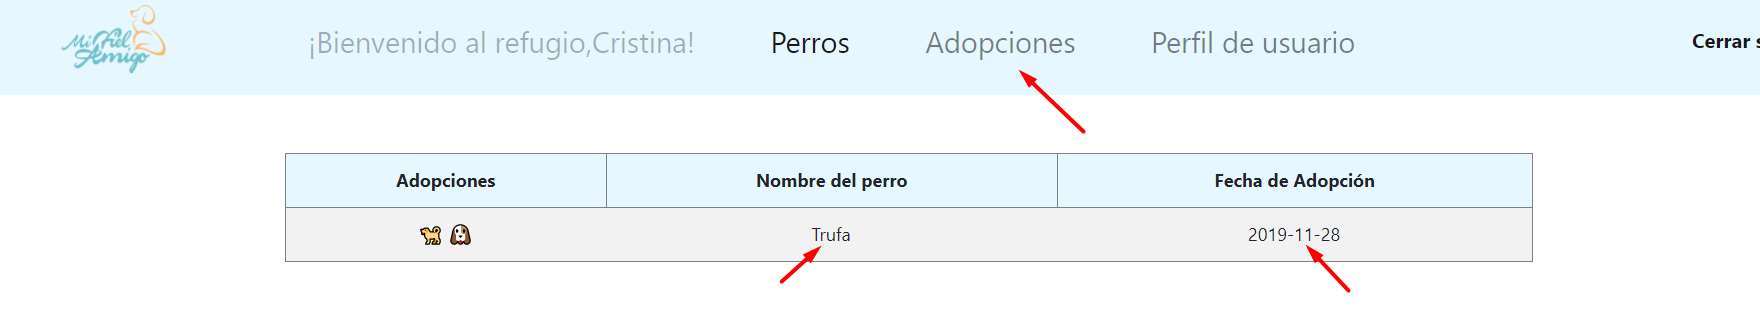 Mi Fiel Amigo
¡Bienvenido al refugio,Cristina! Perros Adopciones Perfil de usuario Cerrar s
Adopciones Nombre del perro Fecha de Adopción
Trufa 2019-11-28